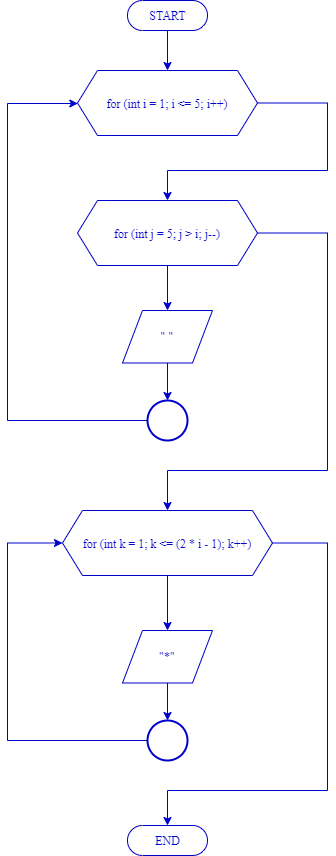 START
for (int i = 1; i <= 5; i++)
for (int j = 5; j > i; j--)
" "
for (int k = 1; k <= (2 * i - 1); k++)
"*"
END